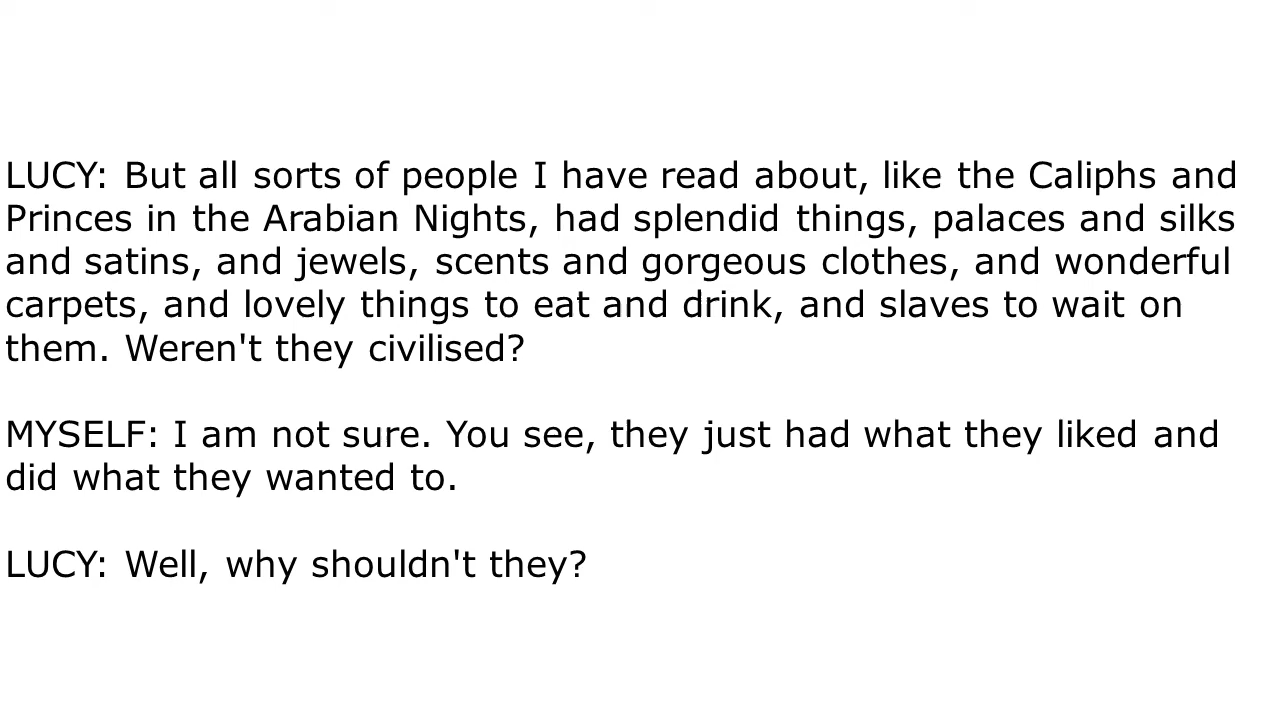 LUCY: But all sorts of people I have read about, like the Caliphs and
Princes in the Arabian Nights, had splendid things, palaces and silks
and satins, and jewels, scents and gorgeous clothes, and wonderful
carpets, and lovely things to eat and drink, and slaves to wait on
them. Weren't they civilised?
MYSELF: I am not sure. You see, they just had what they liked and
did what they wanted to.
LUCY: Well, why shouldn't they?